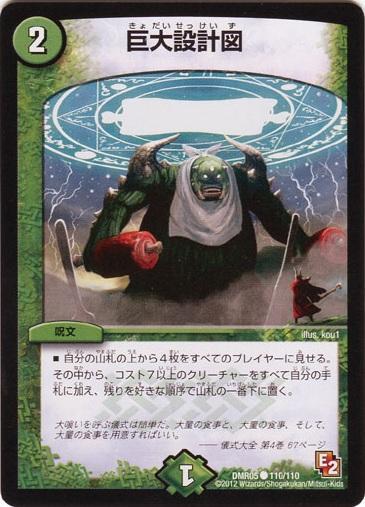 2
きょだいせっけいず
巨大設計図
呪文
illus. kou1
■ 自分の山札の上から４枚をすべてのプレイヤーに見せる。
その中から、コスト７以上のクリーチャーをすべて自分の手
札に加え、残りを好きな順序で山札の一番下に置く。
大喰いを呼ぶ儀式は簡単だ。大量の食事と、大量の食事、そして、
大量の食事を用意すればいい。
—— 儀式大全 第4巻 67ページ
1
DMR05 ● 110/110
©2012 Wizards/Shogakukan/Mitsui-Kids
E2